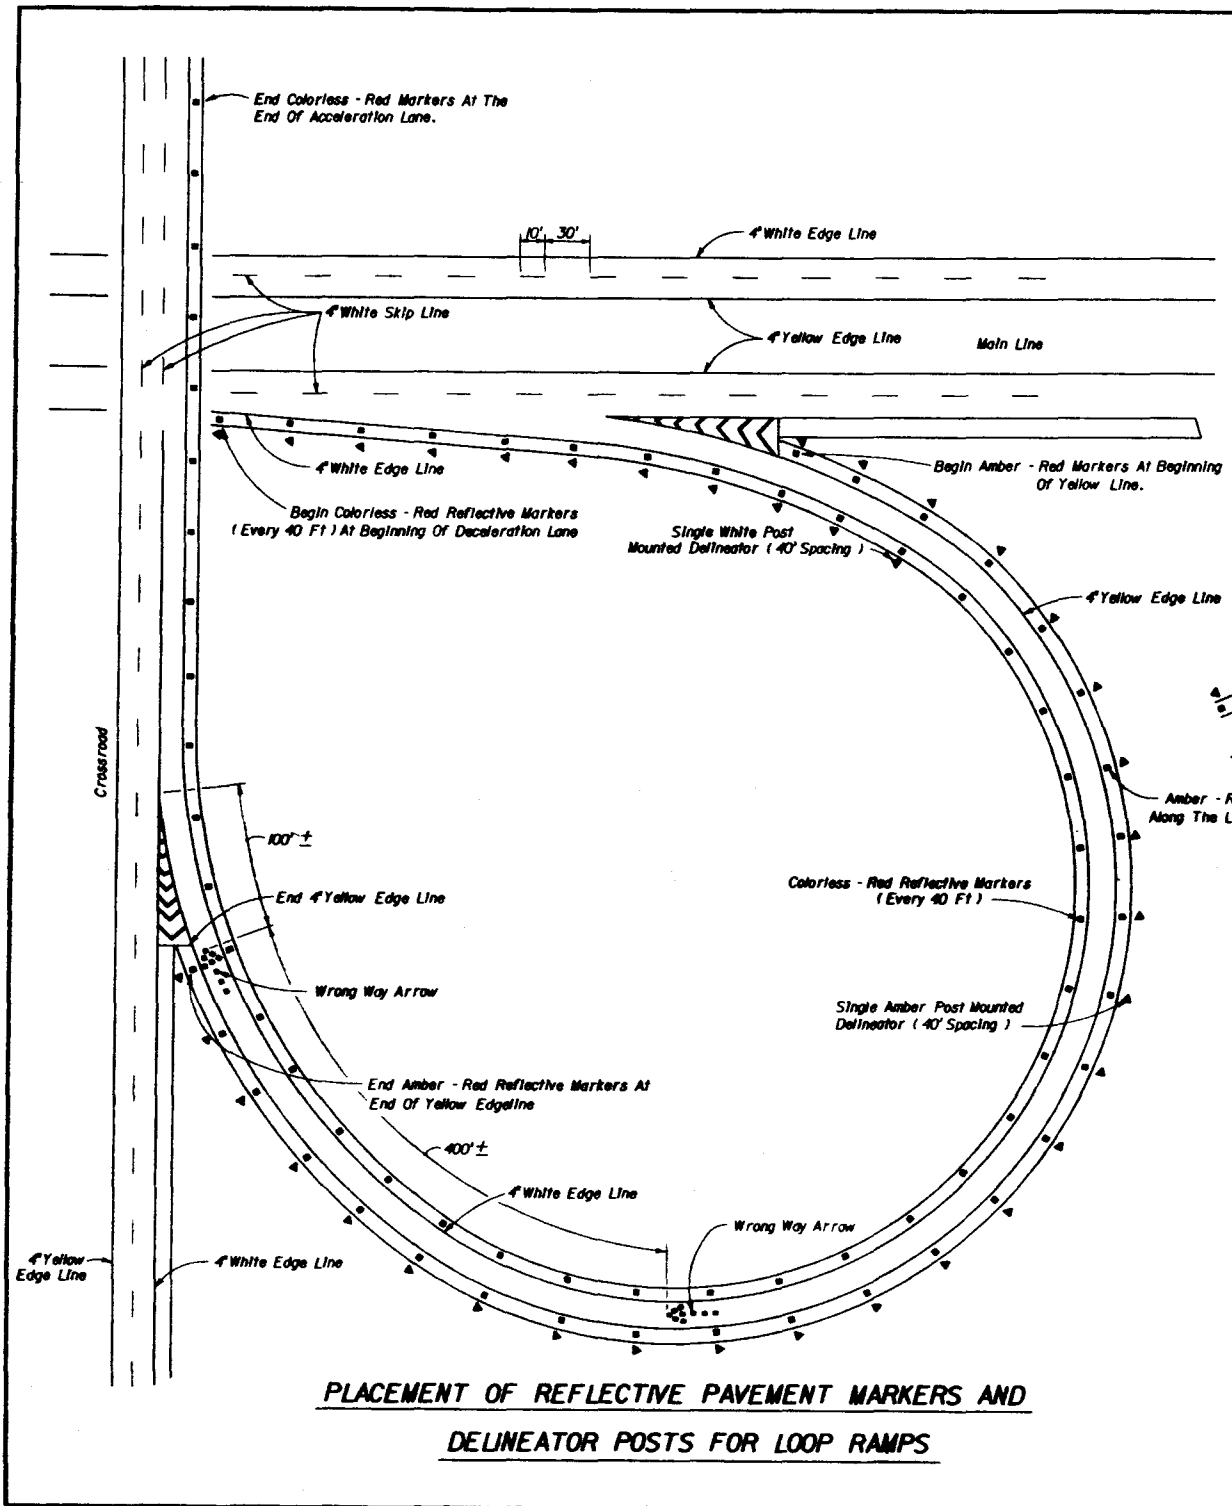 End Colorless - Red Markers At The
End Of Acceleration Lane.
10' 30'
4" White Edge Line
4" White Skip Line
4" Yellow Edge Line
Main Line
4" White Edge Line
Begin Amber - Red Markers At Beginning
Of Yellow Line.
Begin Colorless - Red Reflective Markers
(Every 40 Ft) At Beginning Of Deceleration Lane
Single White Post
Mounted Delineator (40' Spacing)
4" Yellow Edge Line
Crossroad
Amber - R
Along The L
100' ±
Colorless - Red Reflective Markers
(Every 40 Ft)
End 4" Yellow Edge Line
Wrong Way Arrow
Single Amber Post Mounted
Delineator (40' Spacing)
End Amber - Red Reflective Markers At
End Of Yellow Edgeline
400' ±
4" White Edge Line
Wrong Way Arrow
4" Yellow
Edge Line
4" White Edge Line
PLACEMENT OF REFLECTIVE PAVEMENT MARKERS AND
DELINEATOR POSTS FOR LOOP RAMPS